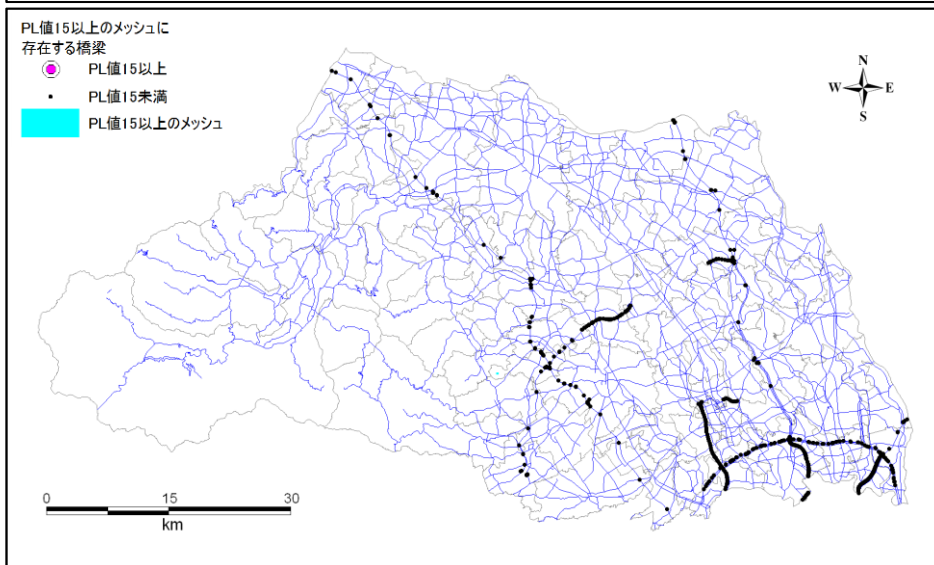 PL値15以上のメッシュに
存在する橋梁
PL値15以上
PL値15未満
PL値15以上のメッシュ
N
W E
S
0 15 30
km